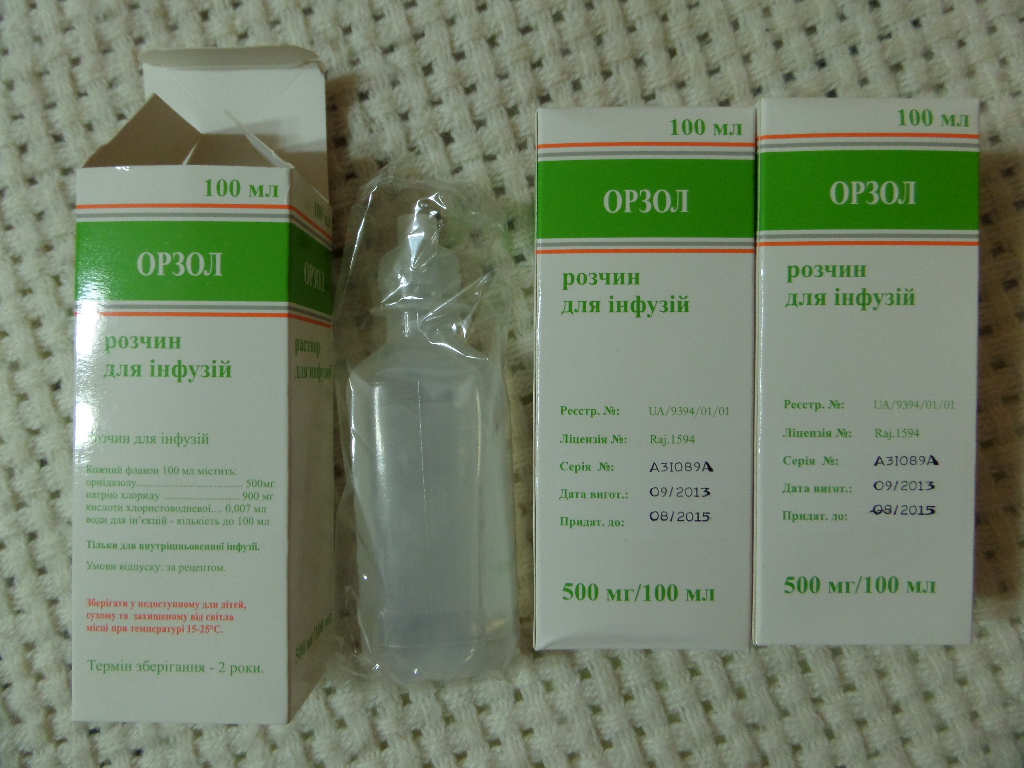 100 мл
ОРЗОЛ
розчин
для інфузій
розчин для інфузій
Кожний флакон 100 мл містить:
орнідазолу................................ 500мг
натрію хлориду ......................... 900 мг
кислоти хлористоводневої.... 0,007 мл
води для ін'єкцій - кількість до 100 мл
Тільки для внутрішньовенної інфузії.
Умови відпуску: за рецептом.
Зберігати у недоступному для дітей,
сухому та захищеному від світла
місці при температурі 15-25°С.
Термін зберігання - 2 роки.
100
ОРЗОЛ
раствор
для инфузий
500 мг/100 мл
100 мл
ОРЗОЛ
розчин
для інфузій
Реєстр. №: UA/9394/01/01
Ліцензія №: Raj.1594
Серія №: A3I089A
Дата вигот.: 09/2013
Придат. до: 08/2015
500 мг/100 мл
100 мл
ОРЗОЛ
розчин
для інфузій
Реєстр. №: UA/9394/01/01
Ліцензія №: Raj.1594
Серія №: A3I089A
Дата вигот.: 09/2013
Придат. до: 08/2015
500 мг/100 мл